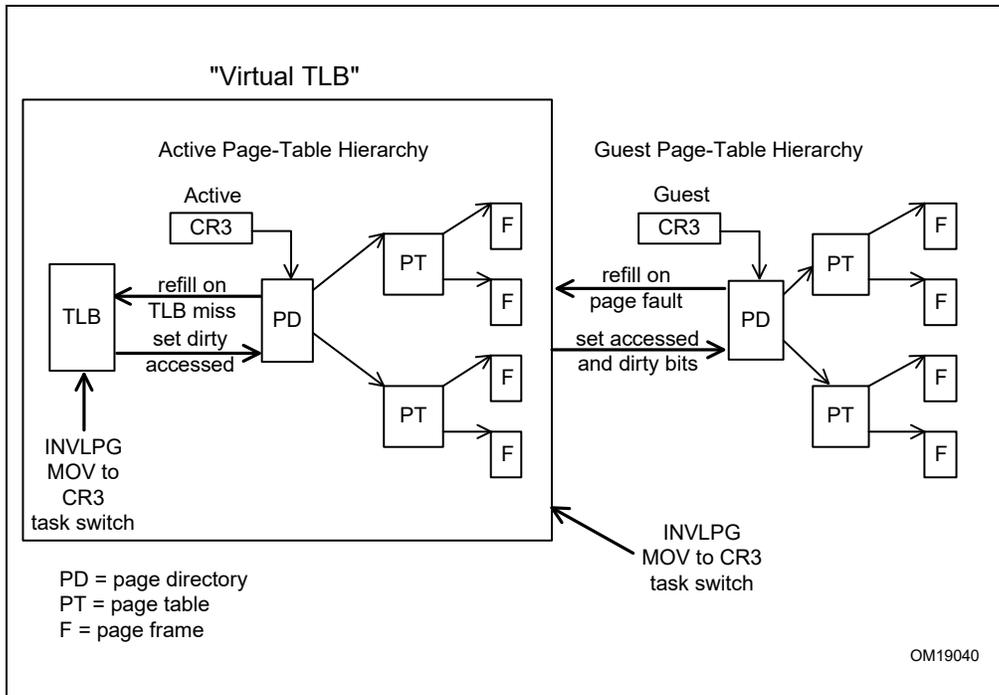 "Virtual TLB"
Active Page-Table Hierarchy
Guest Page-Table Hierarchy
Active
CR3
TLB
refill on
TLB miss
set dirty
accessed
PD
PT
F
F
PT
F
F
INVLPG
MOV to
CR3
task switch
Guest
CR3
refill on
page fault
set accessed
and dirty bits
PD
PT
F
F
PT
F
F
INVLPG
MOV to CR3
task switch
PD = page directory
PT = page table
F = page frame
OM19040